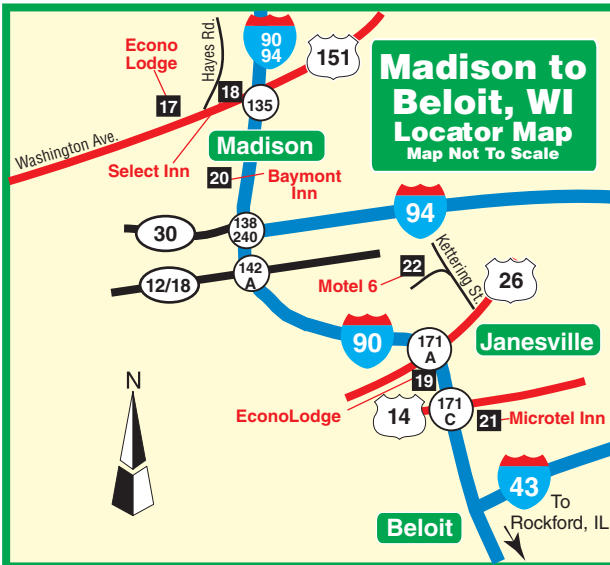 Madison to
Beloit, WI
Locator Map
Map Not To Scale
90
94
151
Econo
Lodge
Hayes Rd.
17
18
135
Washington Ave.
Select Inn
Madison
20
Baymont
Inn
94
30
138
240
12/18
142
A
Kettering St.
22
Motel 6
26
90
171
A
Janesville
19
EconoLodge
14
171
C
21
Microtel Inn
N
43
To
Rockford, IL
Beloit